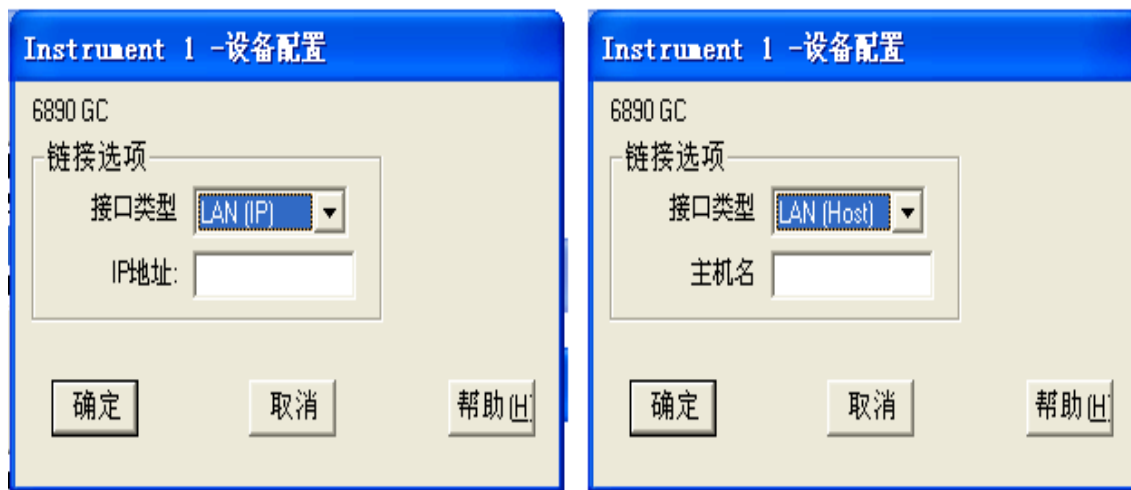 Instrument 1 -设备配置
6890 GC
链接选项
接口类型 LAN (IP)
IP地址:
确定 取消 帮助(H)
Instrument 1 -设备配置
6890 GC
链接选项
接口类型 LAN (Host)
主机名
确定 取消 帮助(H)